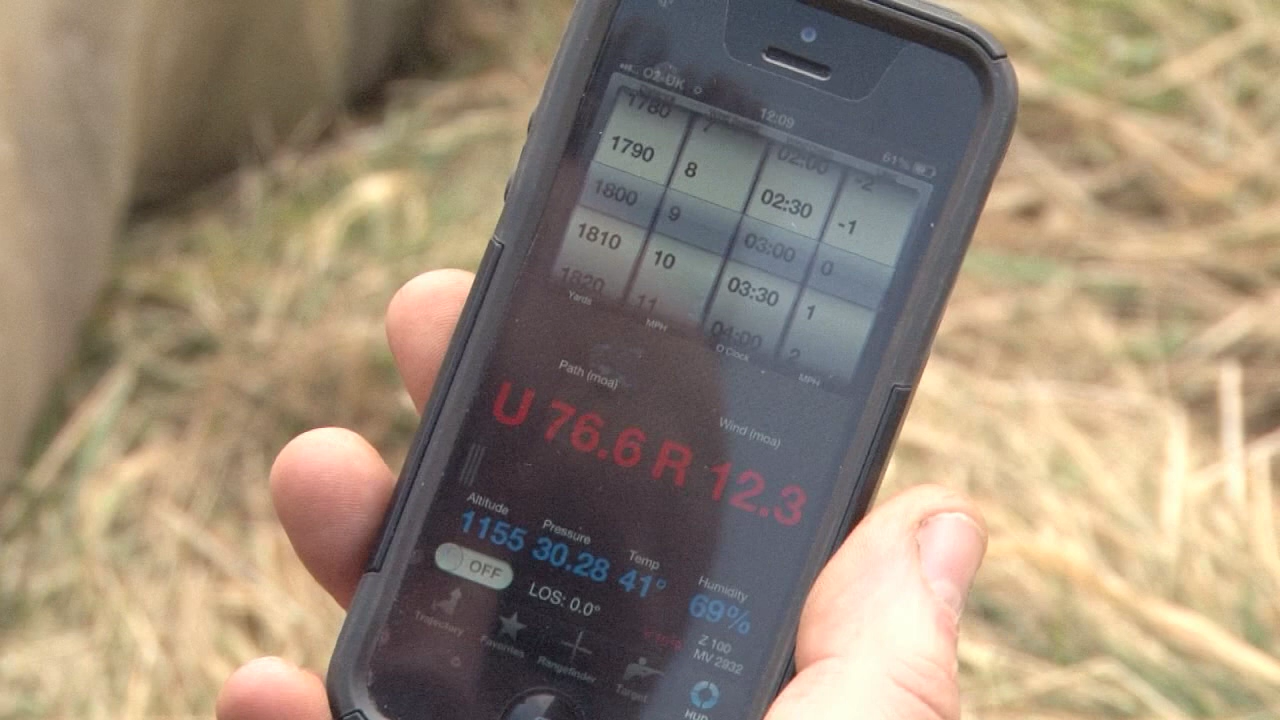 O2-UK
12:09
61%
1780 7 02:00 -2
1790 8 02:30 -1
1800 9 03:00 0
1810 10 03:30 1
1820 11 04:00 2
Yards MPH O'Clock MPH
Path (moa) Wind (moa)
U 76.6 R 12.3
Altitude Pressure Temp Humidity
1155 30.28 41° 69%
OFF LOS: 0.0°
Z 100
MV 2932
Trajectory Favorites Rangefinder Target HUD